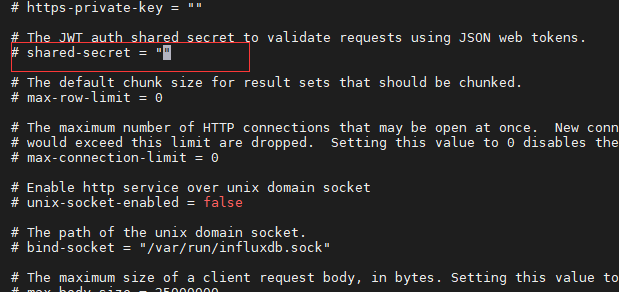 # https-private-key = ""
# The JWT auth shared secret to validate requests using JSON web tokens.
# shared-secret = ""
# The default chunk size for result sets that should be chunked.
# max-row-limit = 0
# The maximum number of HTTP connections that may be open at once.  New conn
# would exceed this limit are dropped.  Setting this value to 0 disables the
# max-connection-limit = 0
# Enable http service over unix domain socket
# unix-socket-enabled = false
# The path of the unix domain socket.
# bind-socket = "/var/run/influxdb.sock"
# The maximum size of a client request body, in bytes. Setting this value to
# max-body-size = 25000000